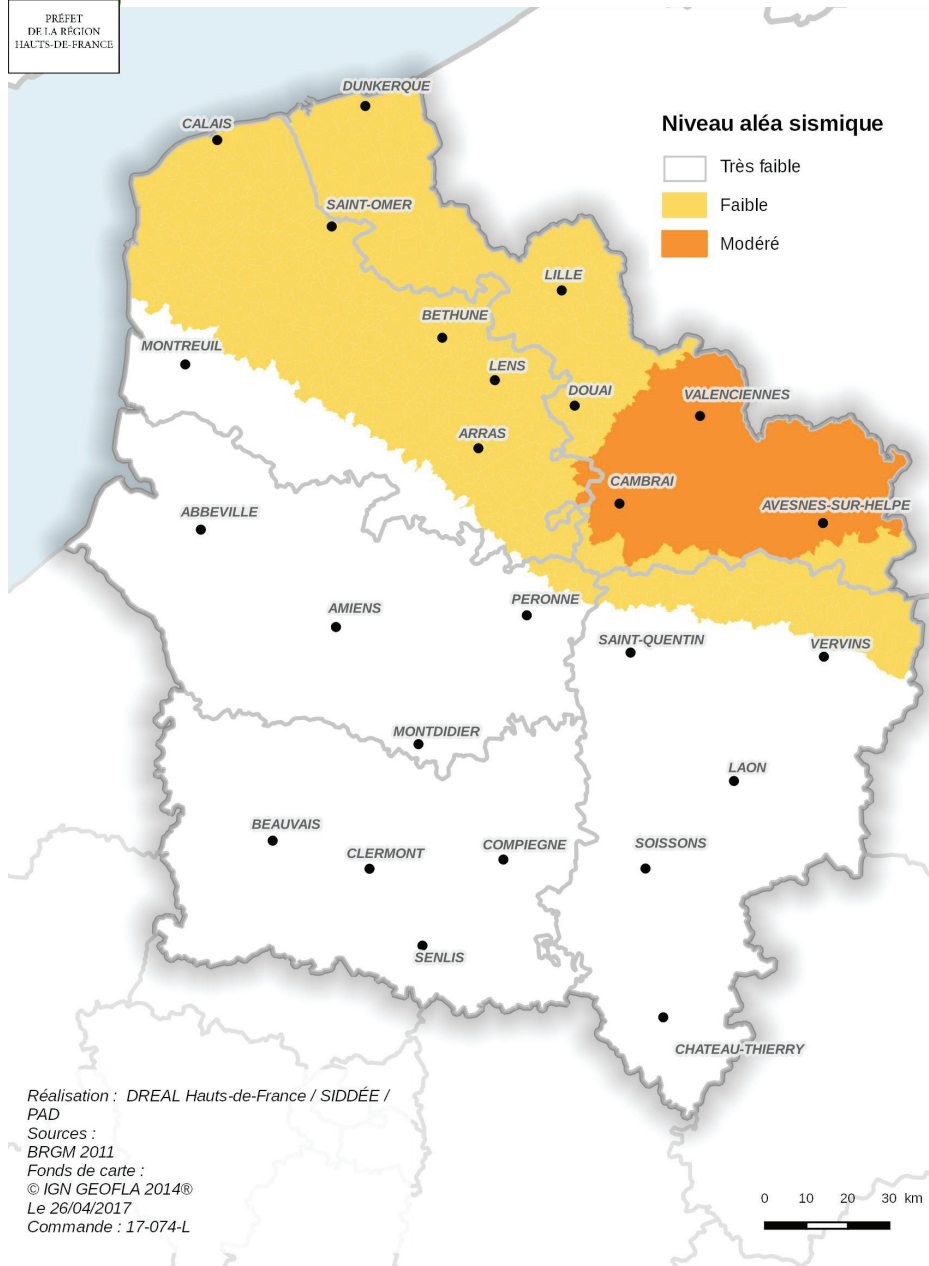 PRÉFET
DE LA RÉGION
HAUTS-DE-FRANCE
DUNKERQUE
CALAIS
Niveau aléa sismique
Très faible
Faible
Modéré
SAINT-OMER
LILLE
BETHUNE
MONTREUIL
LENS
DOUAI
VALENCIENNES
ARRAS
CAMBRAI
AVESNES-SUR-HELPE
ABBEVILLE
AMIENS
PERONNE
SAINT-QUENTIN
VERVINS
MONTDIDIER
LAON
BEAUVAIS
CLERMONT
COMPIEGNE
SOISSONS
SENLIS
CHATEAU-THIERRY
Réalisation : DREAL Hauts-de-France / SIDDÉE /
PAD
Sources :
BRGM 2011
Fonds de carte :
© IGN GEOFLA 2014®
Le 26/04/2017
Commande : 17-074-L
0 10 20 30 km